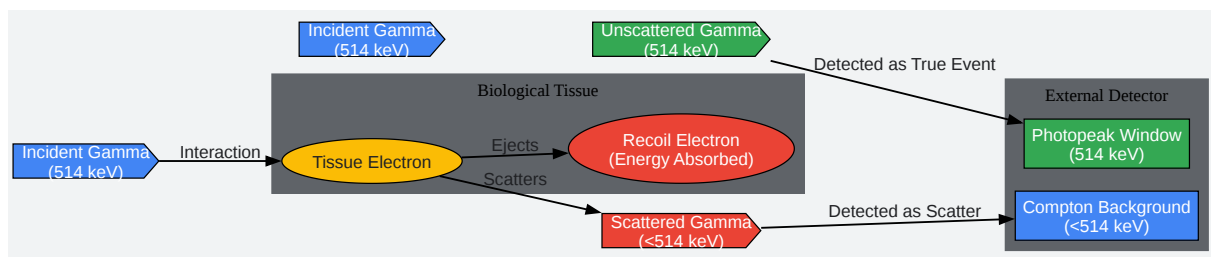 Incident Gamma
(514 keV)
Unscattered Gamma
(514 keV)
Detected as True Event
Biological Tissue
External Detector
Incident Gamma
(514 keV)
Interaction
Tissue Electron
Ejects
Recoil Electron
(Energy Absorbed)
Photopeak Window
(514 keV)
Scatters
Scattered Gamma
(<514 keV)
Detected as Scatter
Compton Background
(<514 keV)